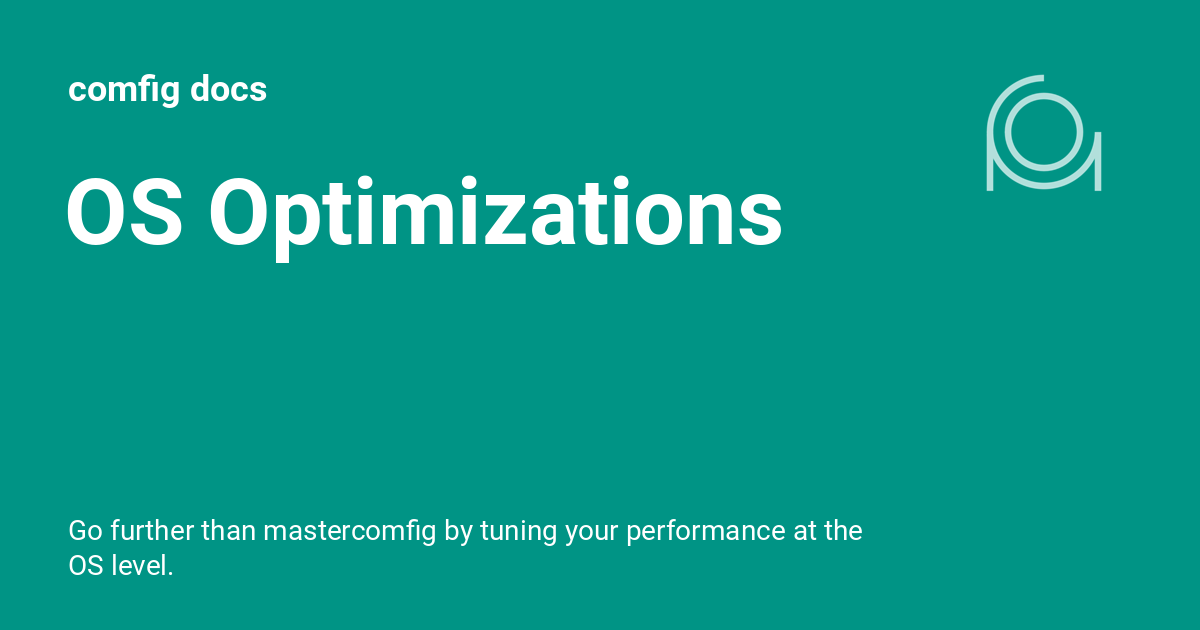 comfig docs
OS Optimizations
Go further than mastercomfig by tuning your performance at the
OS level.